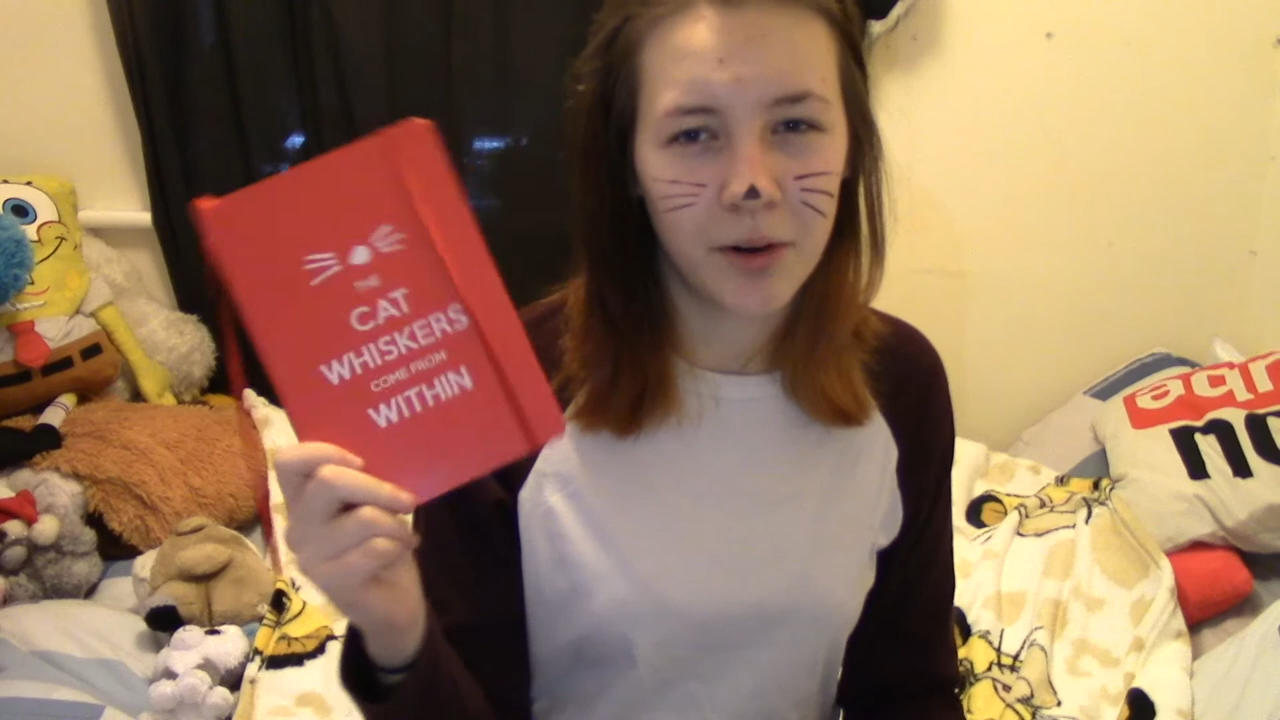 THE
CAT
WHISKERS
COME FROM
WITHIN